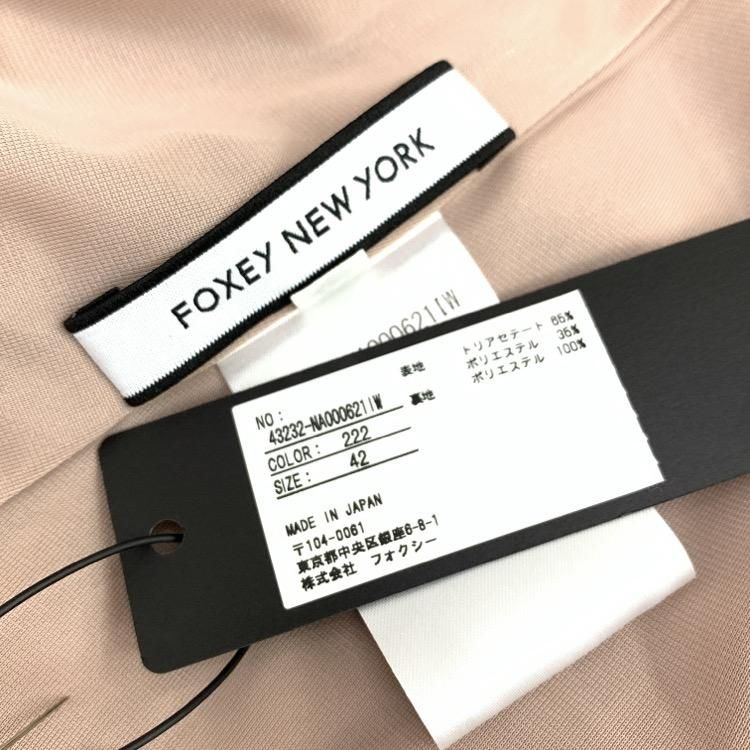 FOXEY NEW YORK
A000621IW
表地 トリアセテート 65%
ポリエステル 35%
裏地 ポリエステル 100%
NO:
43232-NA000621IW
COLOR: 222
SIZE: 42
MADE IN JAPAN
〒104-0061
東京都中央区銀座6-8-1
株式会社 フォクシー